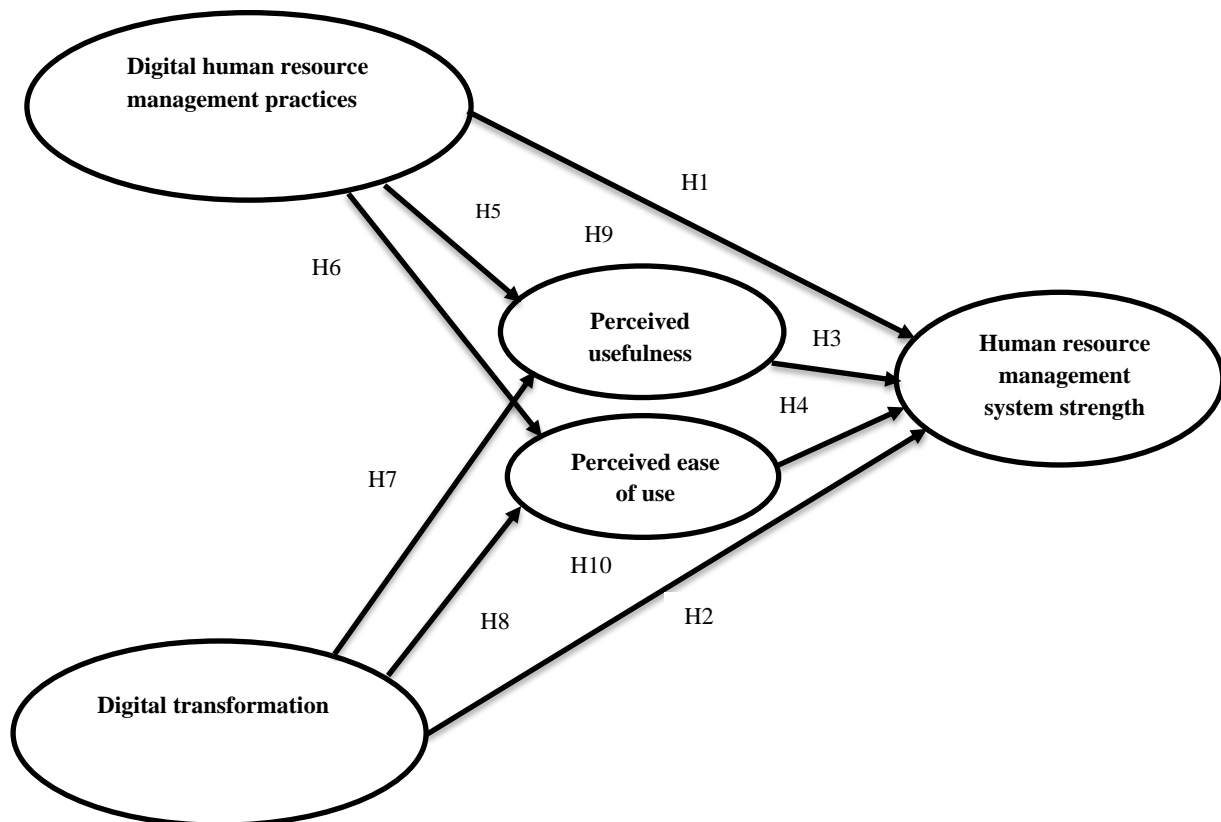 Digital human resource
management practices
H1
H5
H9
H6
Perceived
usefulness
H3
Human resource
management
system strength
H4
Perceived ease
of use
H7
H10
H8
H2
Digital transformation